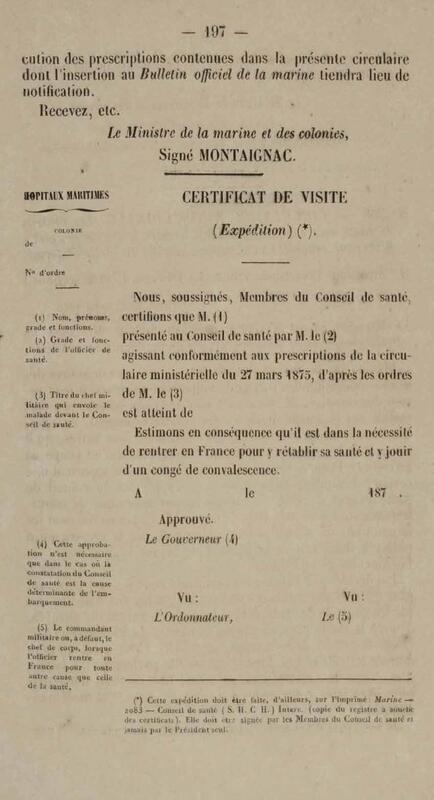 — 197 —
cution des prescriptions contenues dans la présente circulaire
dont l'insertion au Bulletin officiel de la marine tiendra lieu de
notification.
Recevez, etc.
Le Ministre de la marine et des colonies,
Signé MONTAIGNAC.
HOPITAUX MARITIMES
COLONIE
de
—
No d'ordre
CERTIFICAT DE VISITE
(Expédition) (*).
Nous, soussignés, Membres du Conseil de santé,
certifions que M. (1)
présenté au Conseil de santé par M. le (2)
agissant conformément aux prescriptions de la circu-
laire ministérielle du 27 mars 1875, d'après les ordres
de M. le (3)
est atteint de
Estimons en conséquence qu'il est dans la nécessité
de rentrer en France pour y rétablir sa santé et y jouir
d'un congé de convalescence.
A le 187 .
Approuvé.
Le Gouverneur (4)
Vu : Vu :
L'Ordonnateur, Le (5)
(1) Nom, prénoms,
grade et fonctions.
(2) Grade et fonc-
tions de l'officier de
santé.
(3) Titre du chef mi-
litaire qui envoie le
malade devant le Con-
seil de santé.
(4) Cette approba-
tion n'est nécessaire
que dans le cas où la
constatation du Conseil
de santé est la cause
déterminante de l'em-
barquement.
(5) Le commandant
militaire ou, à défaut, le
chef de corps, lorsque
l'officier rentre en
France pour toute
autre cause que celle
de la santé,
(*) Cette expédition doit être faite, d'ailleurs, sur l'imprimé Marine —
2083 — Conseil de santé ( S. H. C H. ) Interc. (copie du registre à souche
des certificats). Elle doit être signée par les Membres du Conseil de santé et
jamais par le Président seul.